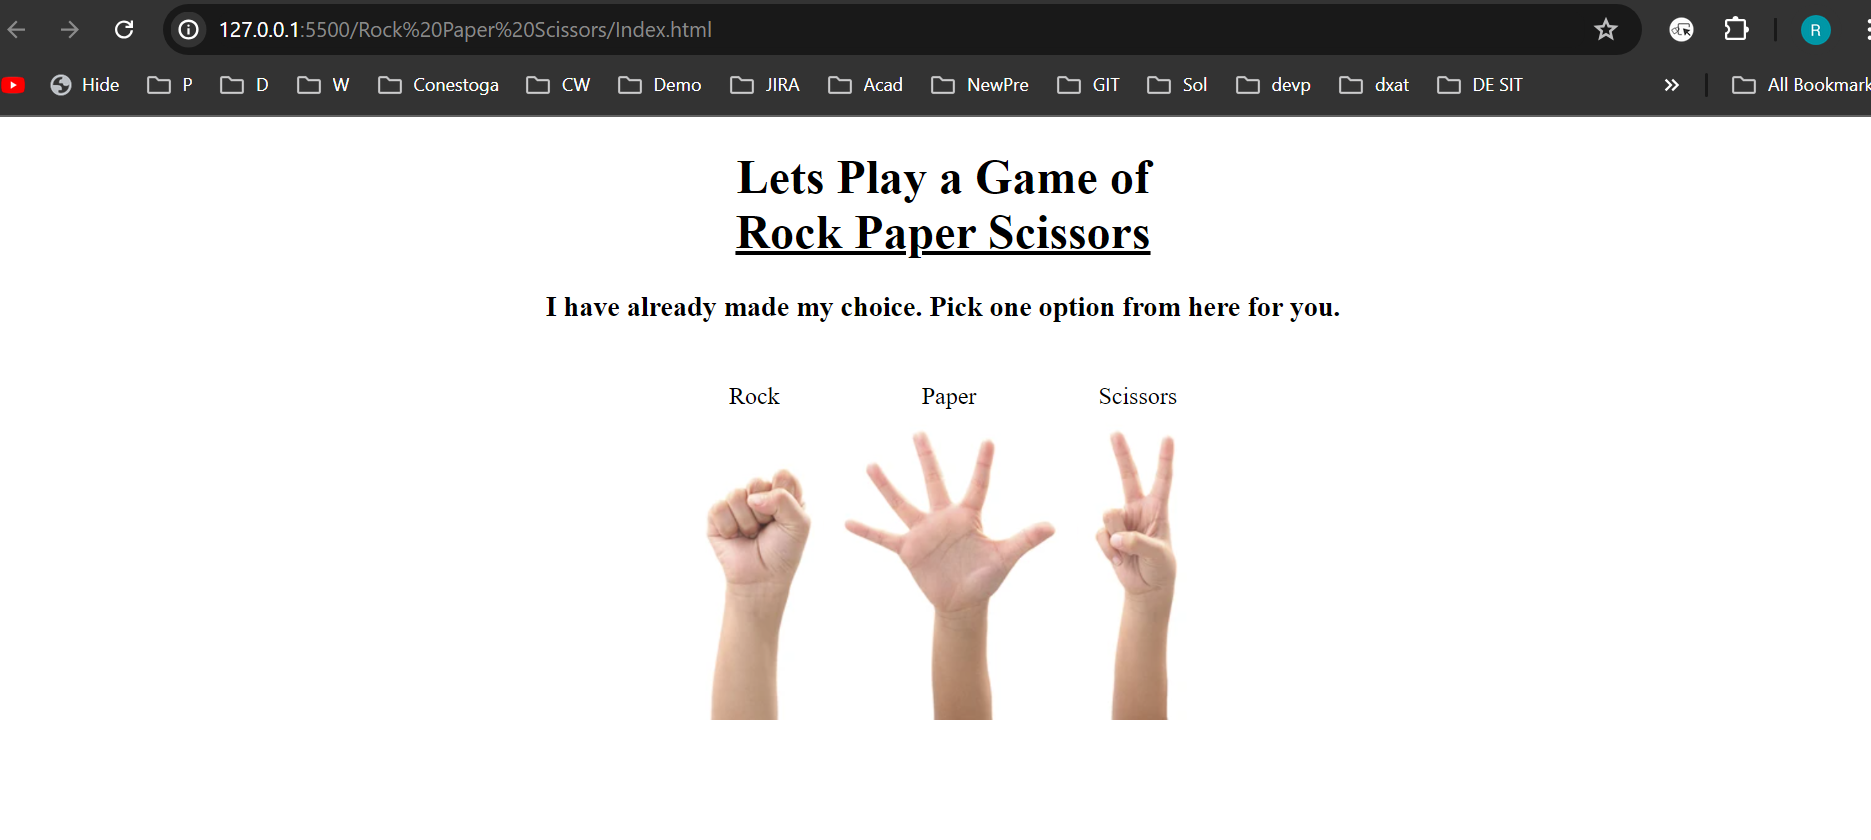 127.0.0.1:5500/Rock%20Paper%20Scissors/Index.html
R
Hide P D W Conestoga CW Demo JIRA Acad NewPre GIT Sol devp dxat DE SIT » All Bookmark
Lets Play a Game of
Rock Paper Scissors
I have already made my choice. Pick one option from here for you.
Rock Paper Scissors